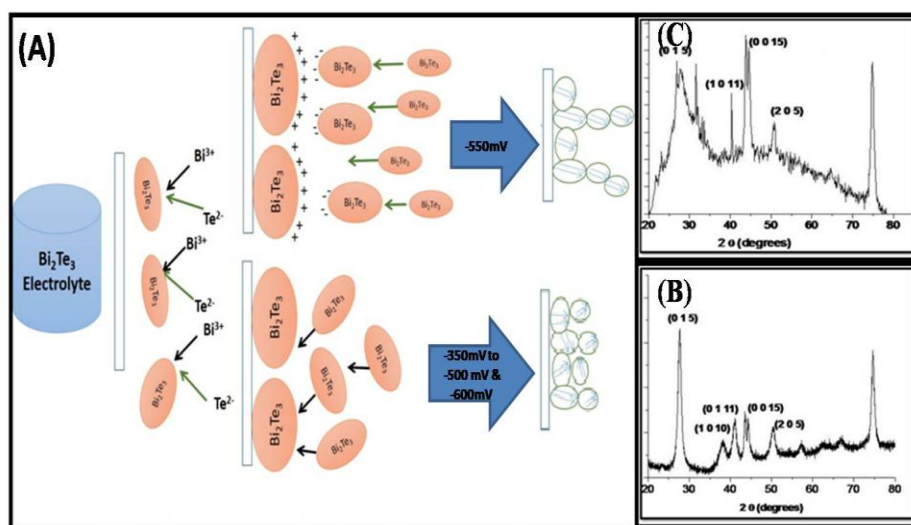 (A)
Bi₂Te₃
Electrolyte
Bi₂Te₃
Bi³⁺
Te²⁻
Bi₂Te₃
Bi³⁺
Te²⁻
Bi₂Te₃
Bi³⁺
Te²⁻
Bi₂Te₃
Bi₂Te₃
+ + + + + + + + + + + +
- - - - - - - -
Bi₂Te₃
Bi₂Te₃
Bi₂Te₃
Bi₂Te₃
Bi₂Te₃
Bi₂Te₃
Bi₂Te₃
-550mV
Bi₂Te₃
Bi₂Te₃
Bi₂Te₃
Bi₂Te₃
Bi₂Te₃
Bi₂Te₃
-350mV to
-500 mV &
-600mV
(C)
(0 1 5)
(1 0 11)
(0 0 15)
(2 0 5)
20 30 40 50 60 70 80
2 θ (degrees)
(B)
(0 1 5)
(1 0 10)
(0 1 11)
(0 0 15)
(2 0 5)
20 30 40 50 60 70 80
2 θ (degrees)